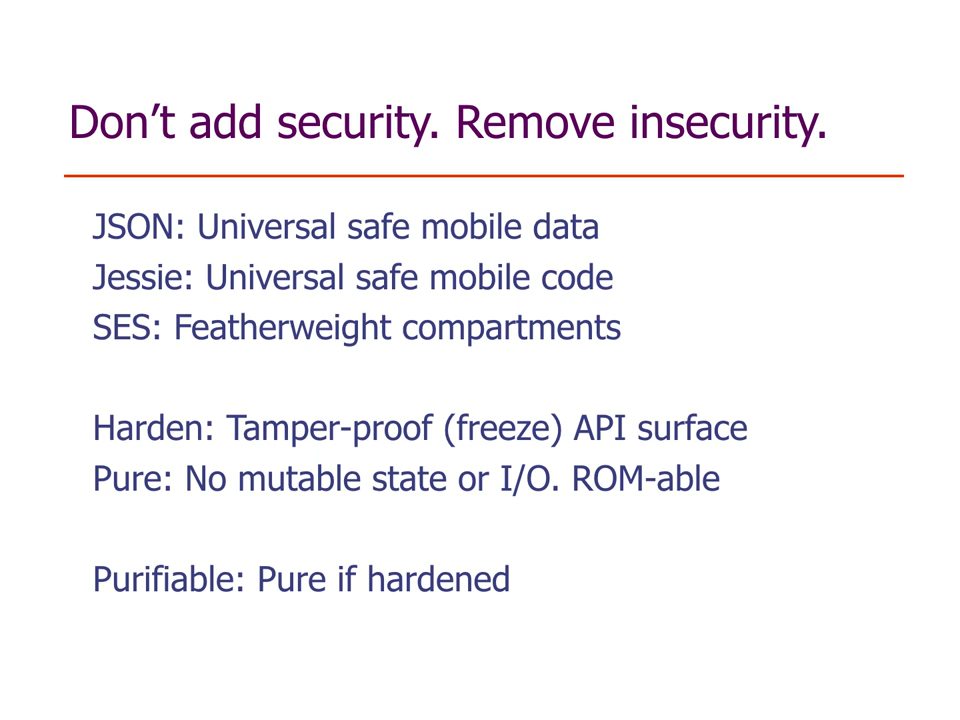 Don’t add security. Remove insecurity.
JSON: Universal safe mobile data
Jessie: Universal safe mobile code
SES: Featherweight compartments
Harden: Tamper-proof (freeze) API surface
Pure: No mutable state or I/O. ROM-able
Purifiable: Pure if hardened